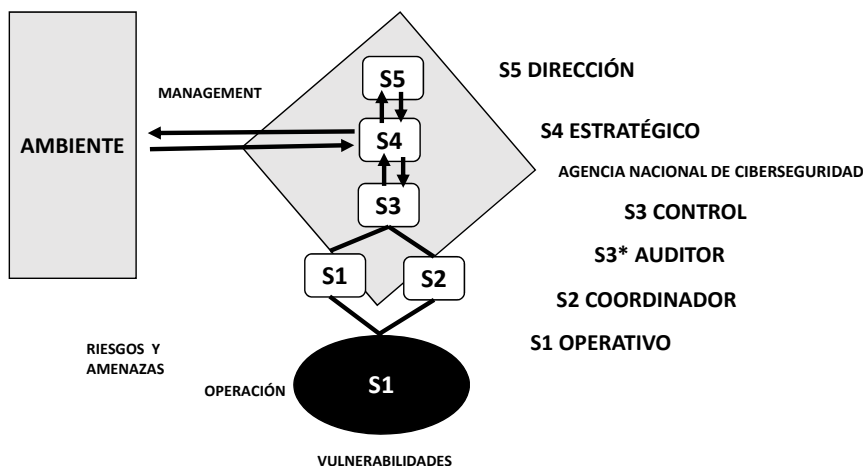 S5
S5 DIRECCIÓN
MANAGEMENT
S4 ESTRATÉGICO
AMBIENTE
S4
AGENCIA NACIONAL DE CIBERSEGURIDAD
S3
S3 CONTROL
S3* AUDITOR
S1
S2
S2 COORDINADOR
S1 OPERATIVO
RIESGOS Y
AMENAZAS
OPERACIÓN
S1
VULNERABILIDADES